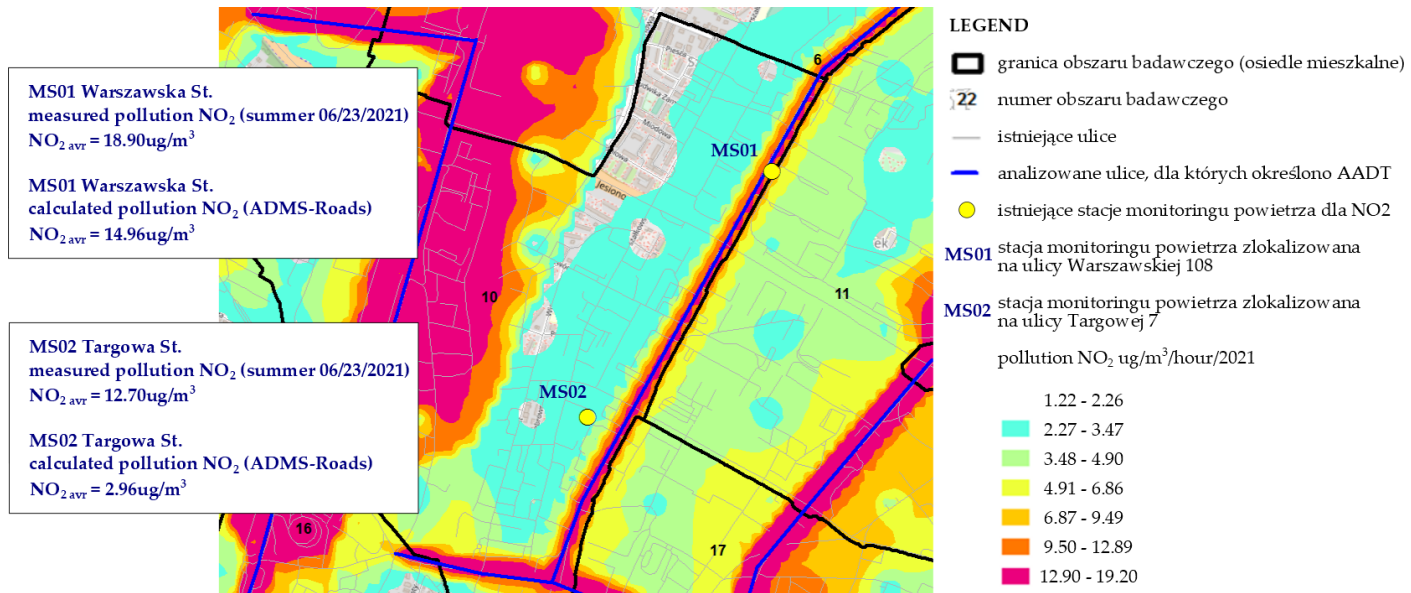 MS01 Warszawska St.
measured pollution NO₂ (summer 06/23/2021)
NO₂ avr = 18.90ug/m³
MS01 Warszawska St.
calculated pollution NO₂ (ADMS-Roads)
NO₂ avr = 14.96ug/m³
MS02 Targowa St.
measured pollution NO₂ (summer 06/23/2021)
NO₂ avr = 12.70ug/m³
MS02 Targowa St.
calculated pollution NO₂ (ADMS-Roads)
NO₂ avr = 2.96ug/m³
6
Miodowa
MS01
Jesiono
ek
10
11
MS02
16
17
LEGEND
granica obszaru badawczego (osiedle mieszkalne)
22 numer obszaru badawczego
istniejące ulice
analizowane ulice, dla których określono AADT
istniejące stacje monitoringu powietrza dla NO2
MS01 stacja monitoringu powietrza zlokalizowana
na ulicy Warszawskiej 108
MS02 stacja monitoringu powietrza zlokalizowana
na ulicy Targowej 7
pollution NO₂ ug/m³/hour/2021
1.22 - 2.26
2.27 - 3.47
3.48 - 4.90
4.91 - 6.86
6.87 - 9.49
9.50 - 12.89
12.90 - 19.20